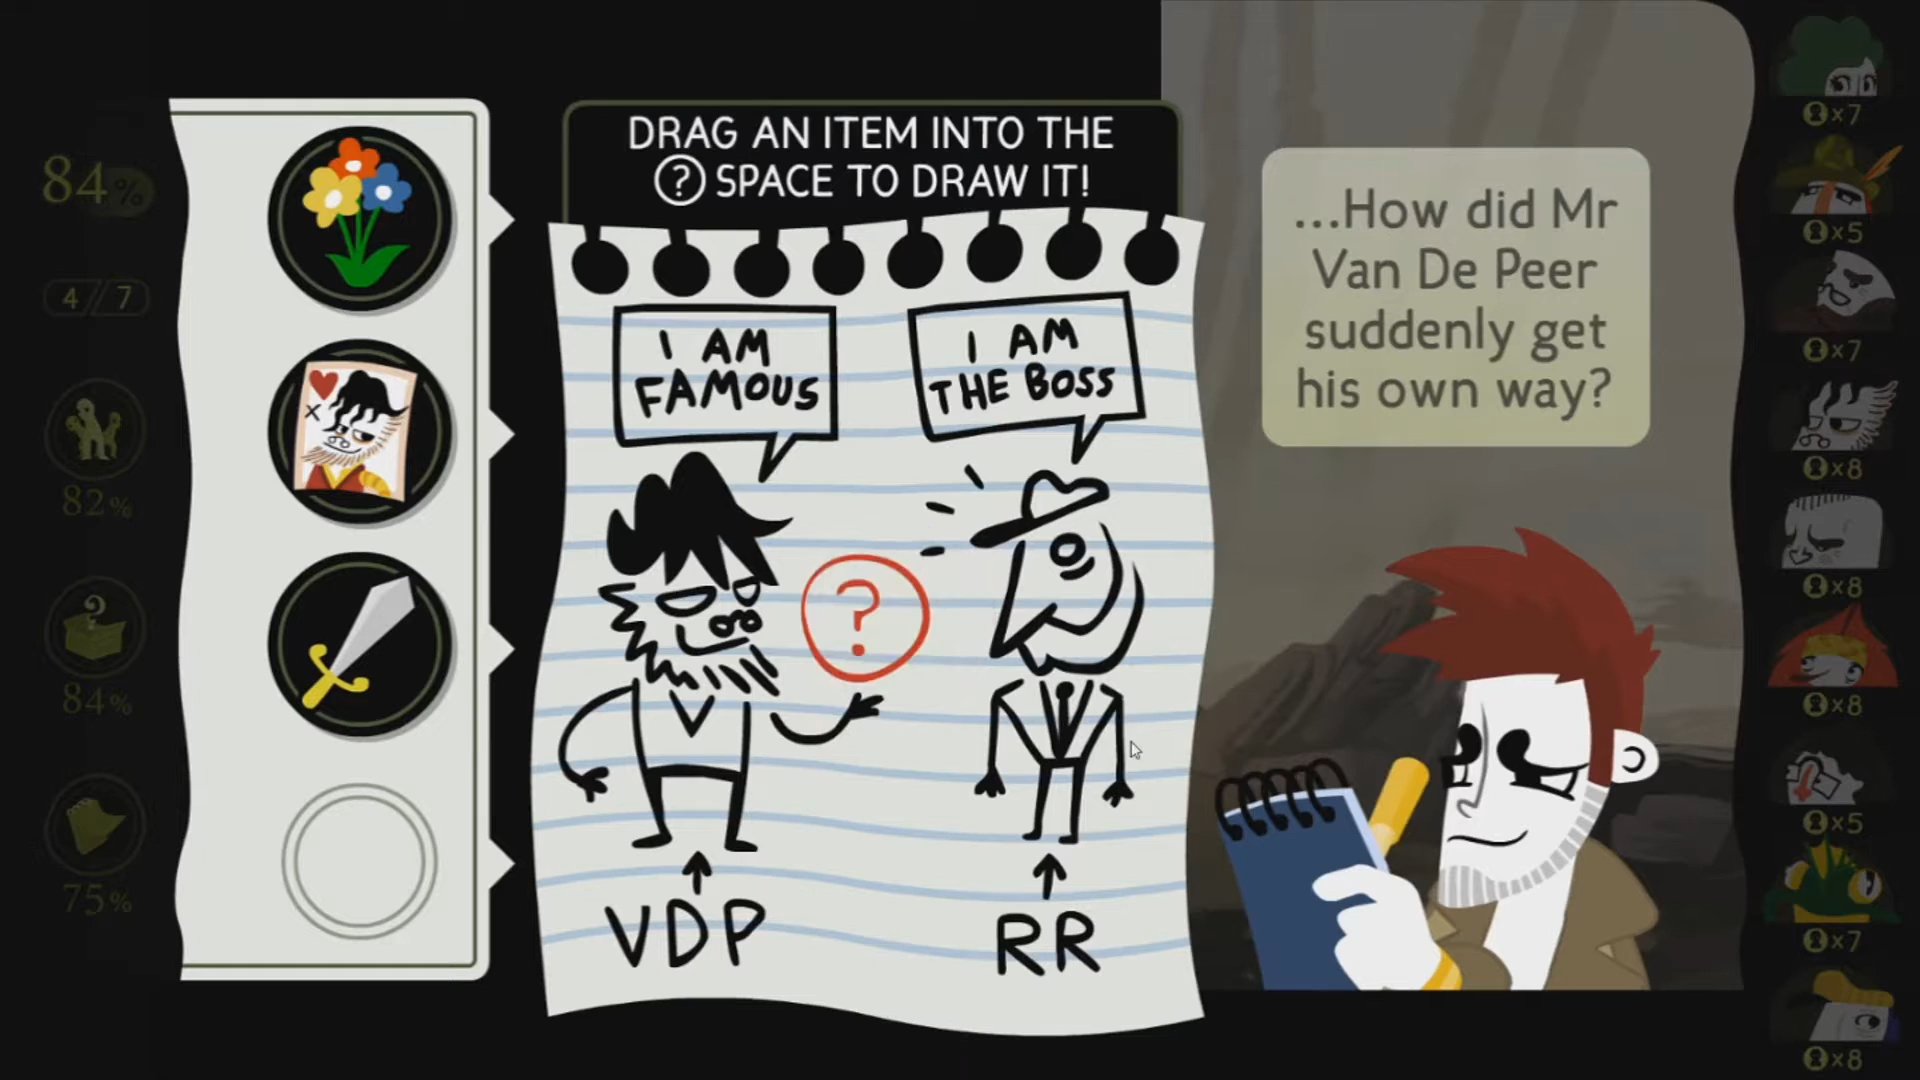 DRAG AN ITEM INTO THE
? SPACE TO DRAW IT!
84%
4 / 7
82%
84%
75%
I AM
FAMOUS
I AM
THE BOSS
?
VDP
RR
...How did Mr
Van De Peer
suddenly get
his own way?
x7
x5
x7
x8
x8
x8
x5
x7
x8